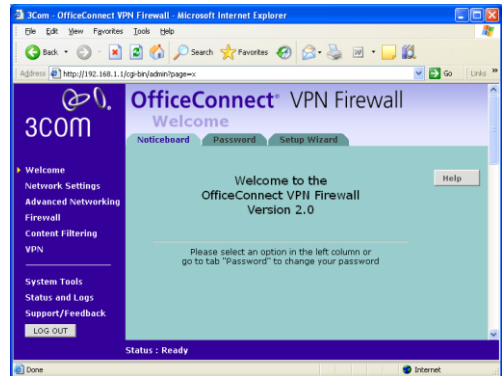 3Com - OfficeConnect VPN Firewall - Microsoft Internet Explorer
File Edit View Favorites Tools Help
Back Search Favorites
Address http://192.168.1.1/cgi-bin/admin?page=x Go Links »
3COM
OfficeConnect® VPN Firewall
Welcome
Noticeboard Password Setup Wizard
Welcome
Network Settings
Advanced Networking
Firewall
Content Filtering
VPN
System Tools
Status and Logs
Support/Feedback
LOG OUT
Welcome to the
OfficeConnect VPN Firewall
Version 2.0
Help
Please select an option in the left column or
go to tab "Password" to change your password
Status : Ready
Done Internet